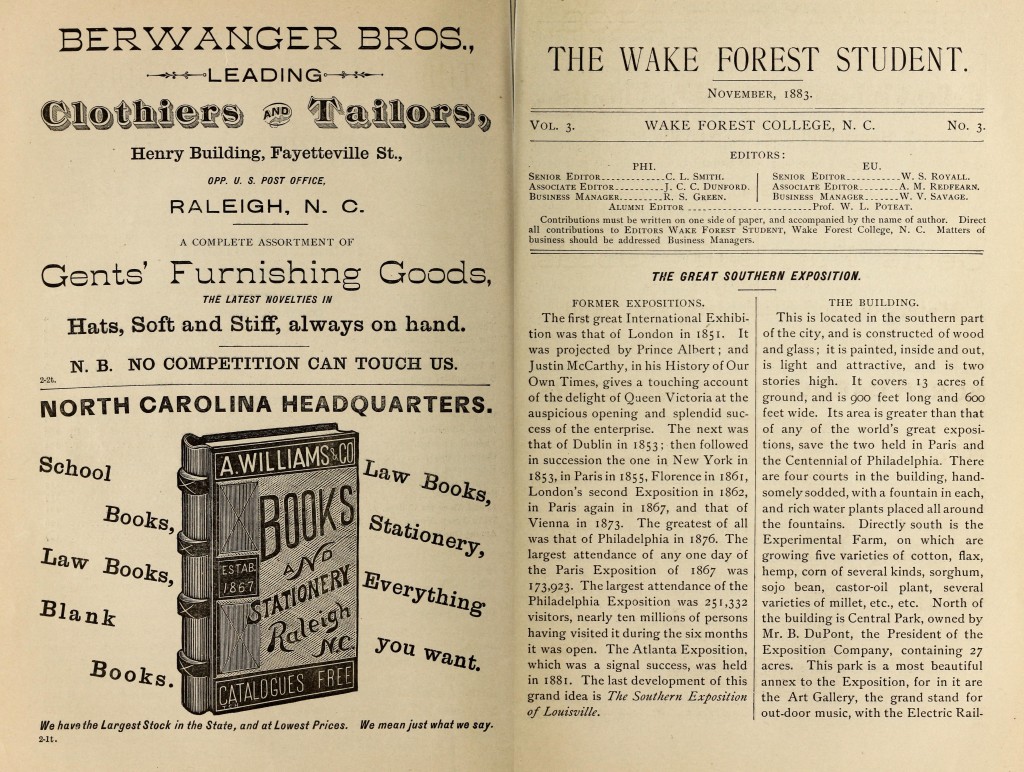 BERWANGER BROS.,
LEADING
Clothiers AND Tailors,
Henry Building, Fayetteville St.,
OPP. U. S. POST OFFICE,
RALEIGH, N. C.
A COMPLETE ASSORTMENT OF
Gents' Furnishing Goods,
THE LATEST NOVELTIES IN
Hats, Soft and Stiff, always on hand.
N. B. NO COMPETITION CAN TOUCH US.
2-2t.
NORTH CAROLINA HEADQUARTERS.
School
Books,
Law Books,
Blank
Books.
A. WILLIAMS & CO
BOOKS
AND
STATIONERY
Raleigh
N.C.
ESTAB.
1867
CATALOGUES FREE
Law Books,
Stationery,
Everything
you want.
We have the Largest Stock in the State, and at Lowest Prices. We mean just what we say.
2-1t.
THE WAKE FOREST STUDENT.
NOVEMBER, 1883.
VOL. 3. WAKE FOREST COLLEGE, N. C. No. 3.
EDITORS:
PHI.
SENIOR EDITOR............C. L. SMITH.
ASSOCIATE EDITOR.........J. C. C. DUNFORD.
BUSINESS MANAGER.........R. S. GREEN.
EU.
SENIOR EDITOR..........W. S. ROYALL.
ASSOCIATE EDITOR.......A. M. REDFEARN.
BUSINESS MANAGER.......W. V. SAVAGE.
ALUMNI EDITOR ........................Prof. W. L. POTEAT.
Contributions must be written on one side of paper, and accompanied by the name of author. Direct
all contributions to EDITORS WAKE FOREST STUDENT, Wake Forest College, N. C. Matters of
business should be addressed Business Managers.
THE GREAT SOUTHERN EXPOSITION.
FORMER EXPOSITIONS.
The first great International Exhibi-
tion was that of London in 1851. It
was projected by Prince Albert; and
Justin McCarthy, in his History of Our
Own Times, gives a touching account
of the delight of Queen Victoria at the
auspicious opening and splendid suc-
cess of the enterprise. The next was
that of Dublin in 1853; then followed
in succession the one in New York in
1853, in Paris in 1855, Florence in 1861,
London's second Exposition in 1862,
in Paris again in 1867, and that of
Vienna in 1873. The greatest of all
was that of Philadelphia in 1876. The
largest attendance of any one day of
the Paris Exposition of 1867 was
173,923. The largest attendance of the
Philadelphia Exposition was 251,332
visitors, nearly ten millions of persons
having visited it during the six months
it was open. The Atlanta Exposition,
which was a signal success, was held
in 1881. The last development of this
grand idea is The Southern Exposition
of Louisville.
THE BUILDING.
This is located in the southern part
of the city, and is constructed of wood
and glass; it is painted, inside and out,
is light and attractive, and is two
stories high. It covers 13 acres of
ground, and is 900 feet long and 600
feet wide. Its area is greater than that
of any of the world's great exposi-
tions, save the two held in Paris and
the Centennial of Philadelphia. There
are four courts in the building, hand-
somely sodded, with a fountain in each,
and rich water plants placed all around
the fountains. Directly south is the
Experimental Farm, on which are
growing five varieties of cotton, flax,
hemp, corn of several kinds, sorghum,
sojo bean, castor-oil plant, several
varieties of millet, etc., etc. North of
the building is Central Park, owned by
Mr. B. DuPont, the President of the
Exposition Company, containing 27
acres. This park is a most beautiful
annex to the Exposition, for in it are
the Art Gallery, the grand stand for
out-door music, with the Electric Rail-